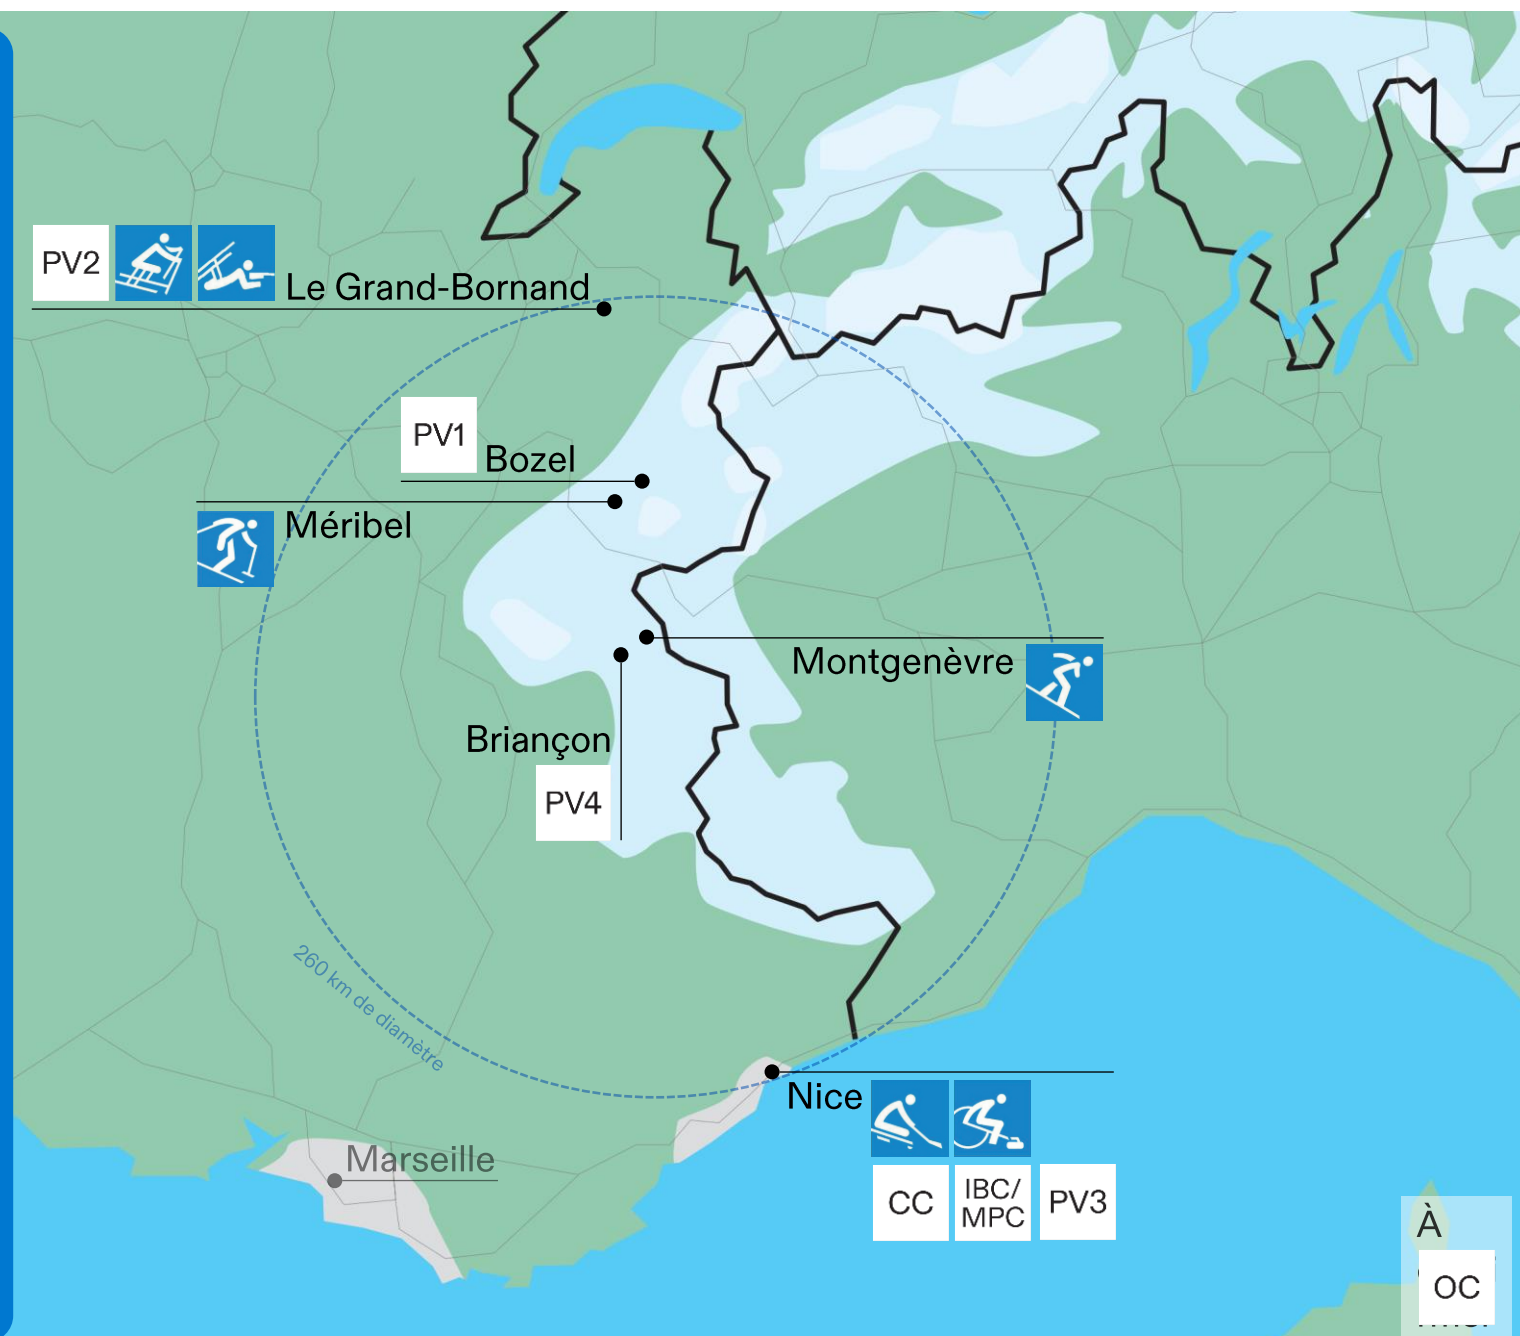 PV2
Le Grand-Bornand
PV1
Bozel
Méribel
Montgenèvre
Briançon
PV4
260 km de diamètre
Nice
Marseille
CC
IBC/
MPC
PV3
À
OC